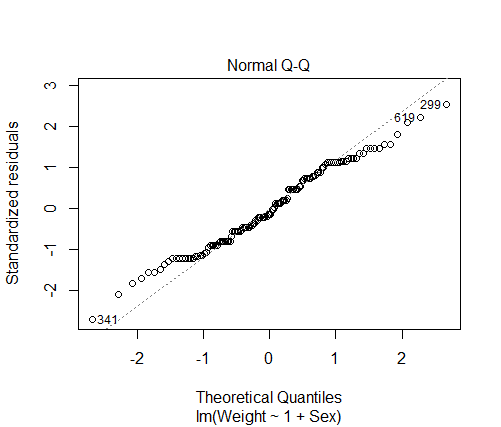 Normal Q-Q
Standardized residuals
3
2
1
0
-1
-2
299
619
341
-2 -1 0 1 2
Theoretical Quantiles
lm(Weight ~ 1 + Sex)